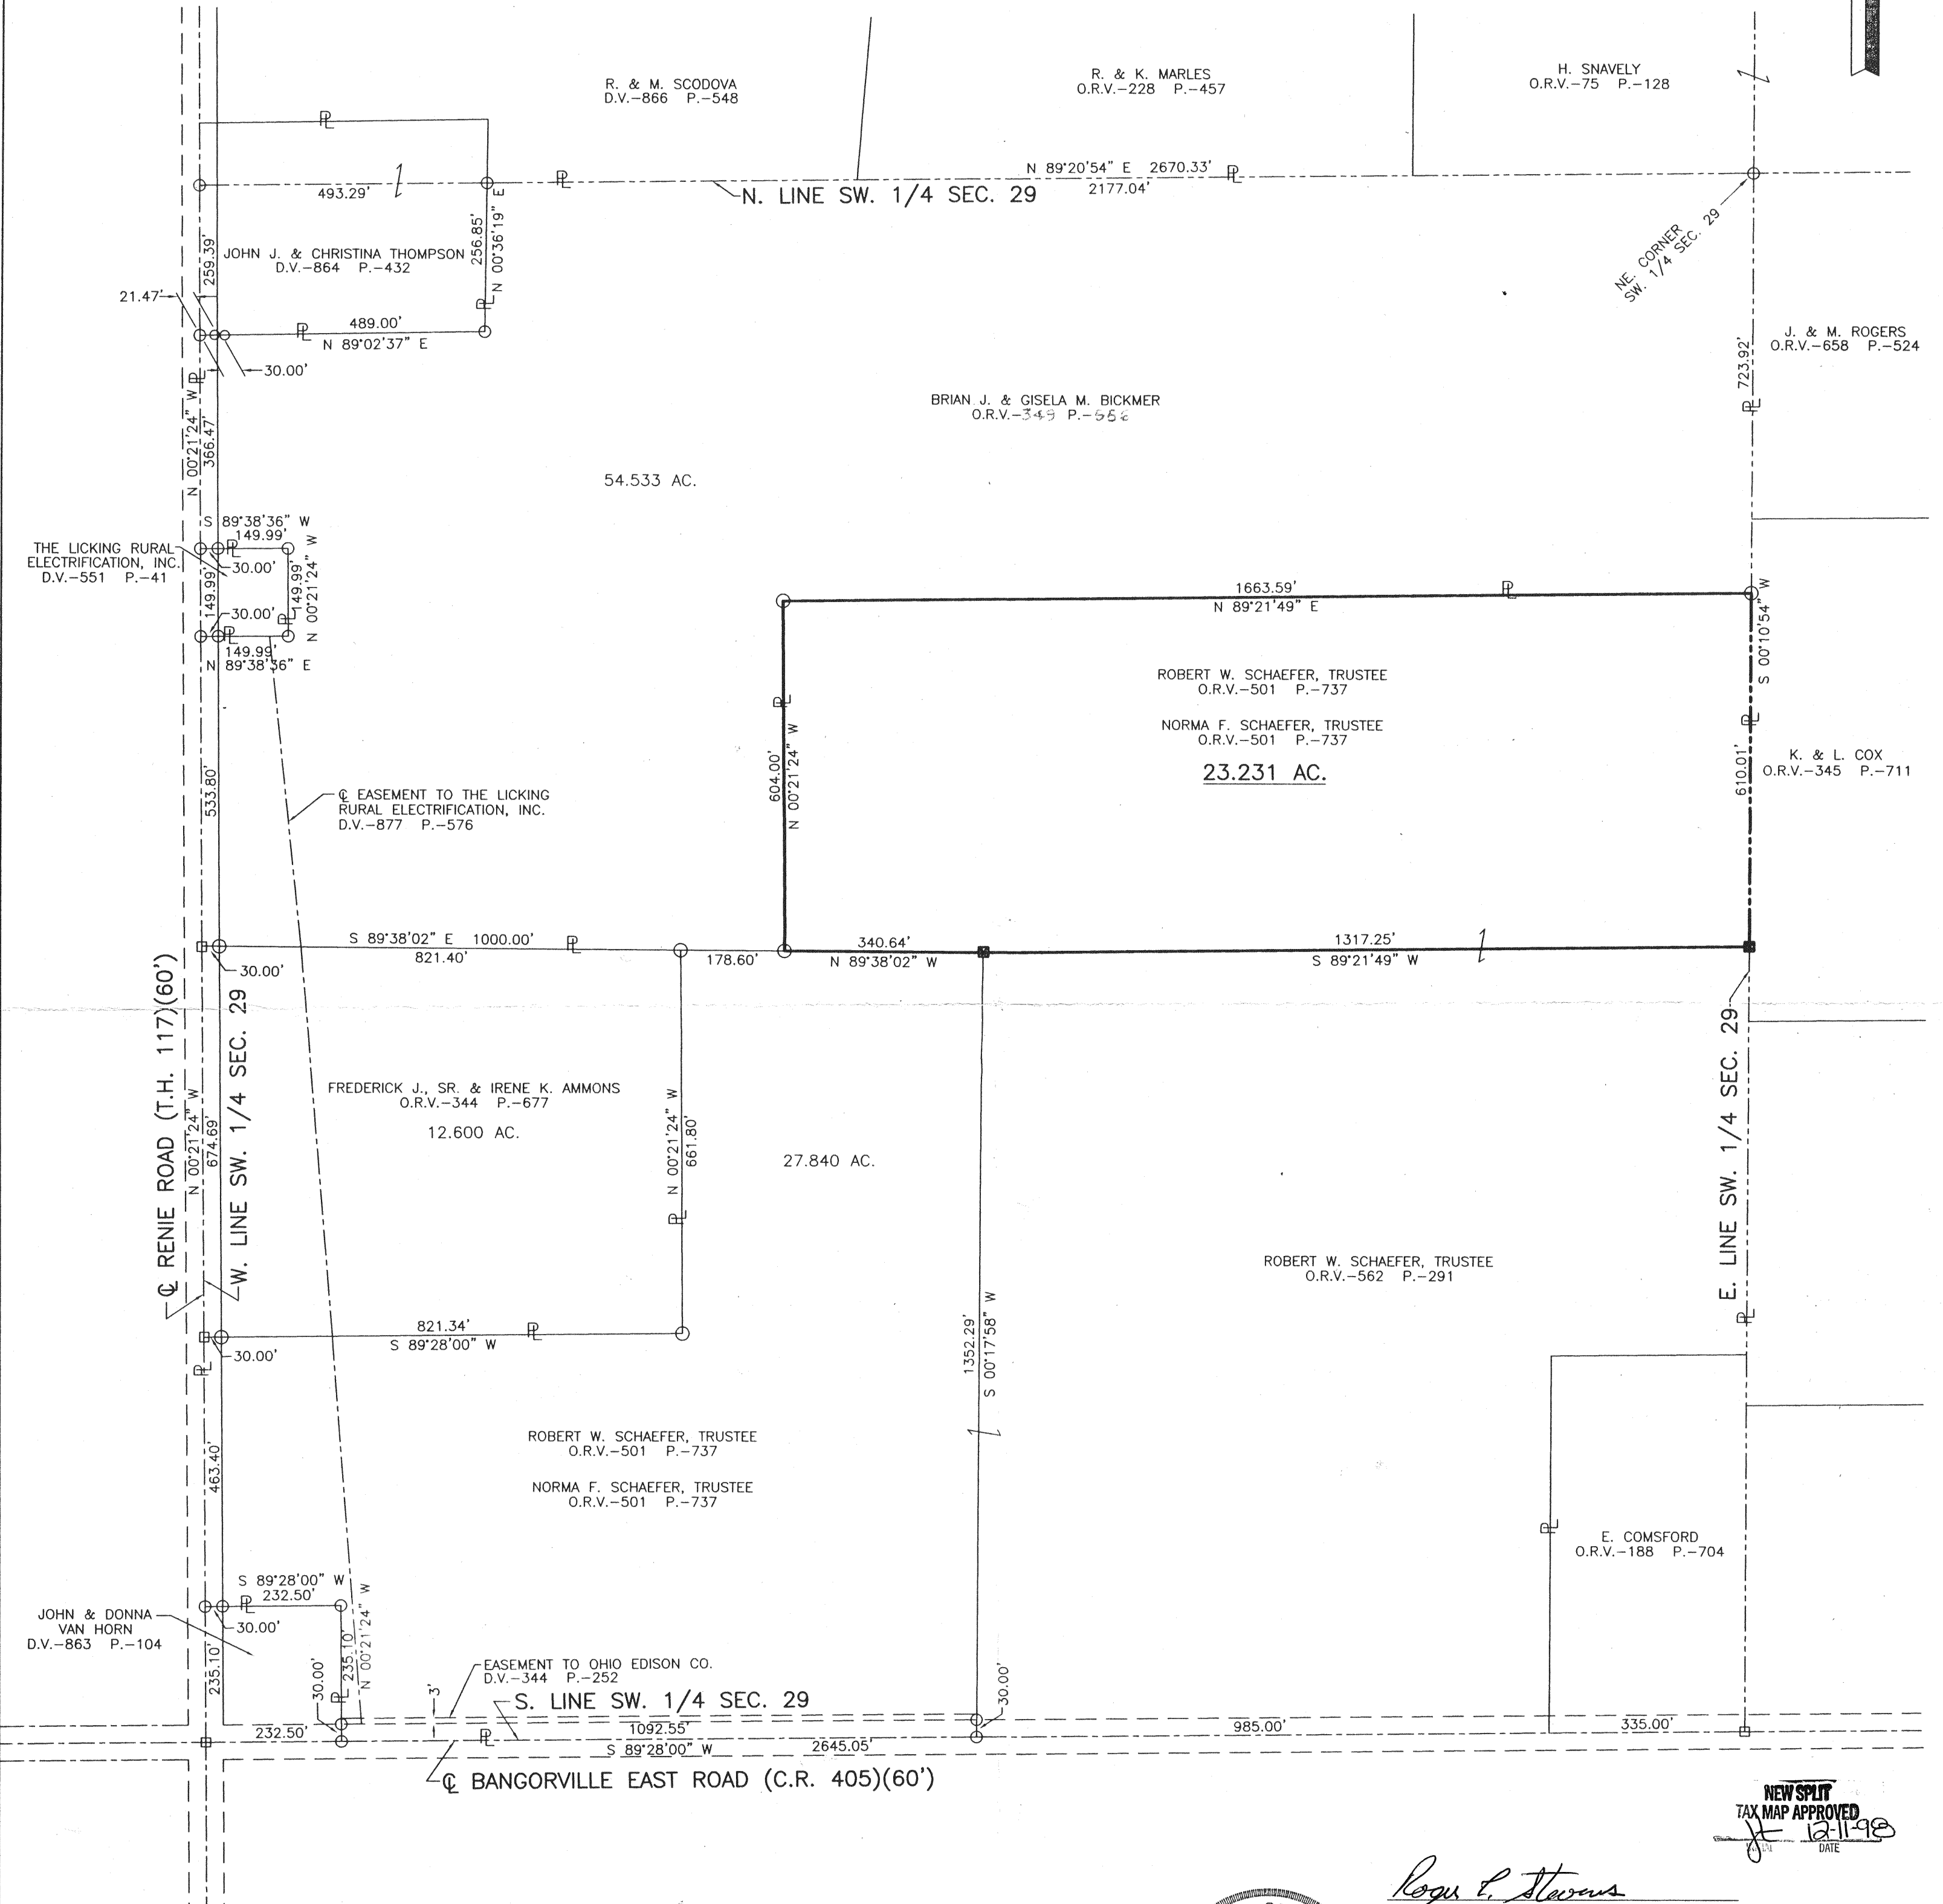 R. & M. SCODOVA
D.V.-866 P.-548
R. & K. MARLES
O.R.V.-228 P.-457
H. SNAVELY
O.R.V.-75 P.-128
N 89°20'54" E 2670.33'
2177.04'
N. LINE SW. 1/4 SEC. 29
493.29'
259.39'
256.85'
N 00°36'19" E
JOHN J. & CHRISTINA THOMPSON
D.V.-864 P.-432
21.47'
489.00'
N 89°02'37" E
30.00'
NE. CORNER
SW. 1/4 SEC. 29
723.92'
J. & M. ROGERS
O.R.V.-658 P.-524
BRIAN J. & GISELA M. BICKMER
O.R.V.-349 P.-
54.533 AC.
N 00°21'24" W
366.47'
S 89°38'36" W
149.99'
30.00'
THE LICKING RURAL
ELECTRIFICATION, INC.
D.V.-551 P.-41
149.99'
149.99'
N 00°21'24" W
30.00'
149.99'
N 89°38'36" E
1663.59'
N 89°21'49" E
S 00°10'54" W
610.01'
ROBERT W. SCHAEFER, TRUSTEE
O.R.V.-501 P.-737
NORMA F. SCHAEFER, TRUSTEE
O.R.V.-501 P.-737
23.231 AC.
604.00'
N 00°21'24" W
K. & L. COX
O.R.V.-345 P.-711
533.80'
℄ EASEMENT TO THE LICKING
RURAL ELECTRIFICATION, INC.
D.V.-877 P.-576
S 89°38'02" E 1000.00'
821.40'
178.60'
30.00'
340.64'
N 89°38'02" W
1317.25'
S 89°21'49" W
℄ RENIE ROAD (T.H. 117)(60')
W. LINE SW. 1/4 SEC. 29
E. LINE SW. 1/4 SEC. 29
N 00°21'24" W
674.69'
FREDERICK J., SR. & IRENE K. AMMONS
O.R.V.-344 P.-677
12.600 AC.
N 00°21'24" W
661.80'
27.840 AC.
ROBERT W. SCHAEFER, TRUSTEE
O.R.V.-562 P.-291
1352.29'
S 00°17'58" W
821.34'
S 89°28'00" W
30.00'
463.40'
ROBERT W. SCHAEFER, TRUSTEE
O.R.V.-501 P.-737
NORMA F. SCHAEFER, TRUSTEE
O.R.V.-501 P.-737
E. COMSFORD
O.R.V.-188 P.-704
S 89°28'00" W
232.50'
30.00'
JOHN & DONNA
VAN HORN
D.V.-863 P.-104
235.10'
30.00'
235.10'
N 00°21'24" W
EASEMENT TO OHIO EDISON CO.
D.V.-344 P.-252
3'
S. LINE SW. 1/4 SEC. 29
30.00'
232.50'
1092.55'
985.00'
335.00'
S 89°28'00" W 2645.05'
℄ BANGORVILLE EAST ROAD (C.R. 405)(60')
NEW SPLIT
TAX MAP APPROVED
12-11-98
DATE
Roger L. Stevens